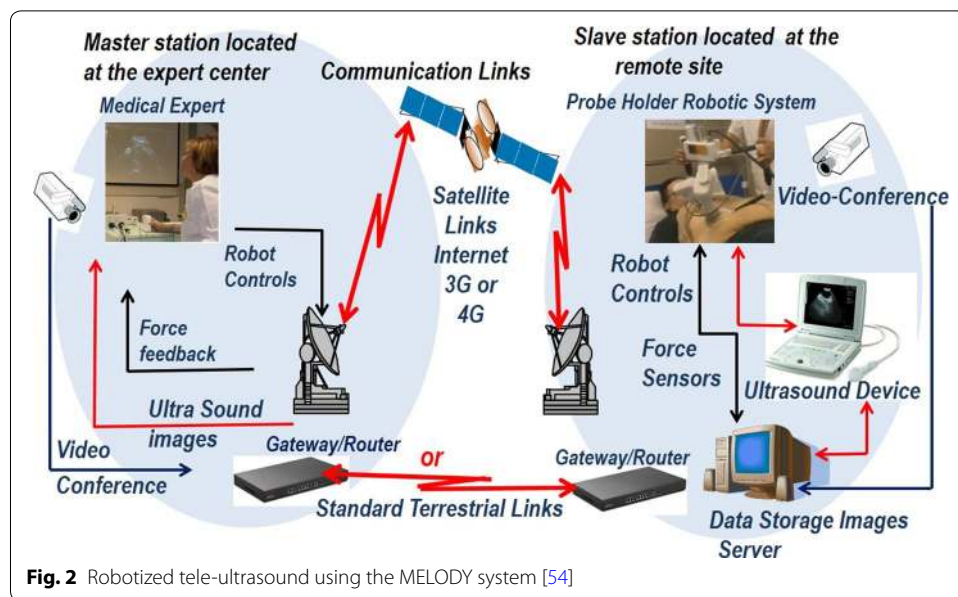 Master station located
at the expert center
Medical Expert
Communication Links
Slave station located at the
remote site
Probe Holder Robotic System
Video-Conference
Satellite
Links
Internet
3G or
4G
Robot
Controls
Force
feedback
Ultra Sound
images
Video
Conference
Robot
Controls
Force
Sensors
Ultrasound Device
Gateway/Router
or
Gateway/Router
Standard Terrestrial Links
Data Storage Images
Server
Fig. 2 Robotized tele-ultrasound using the MELODY system [54]